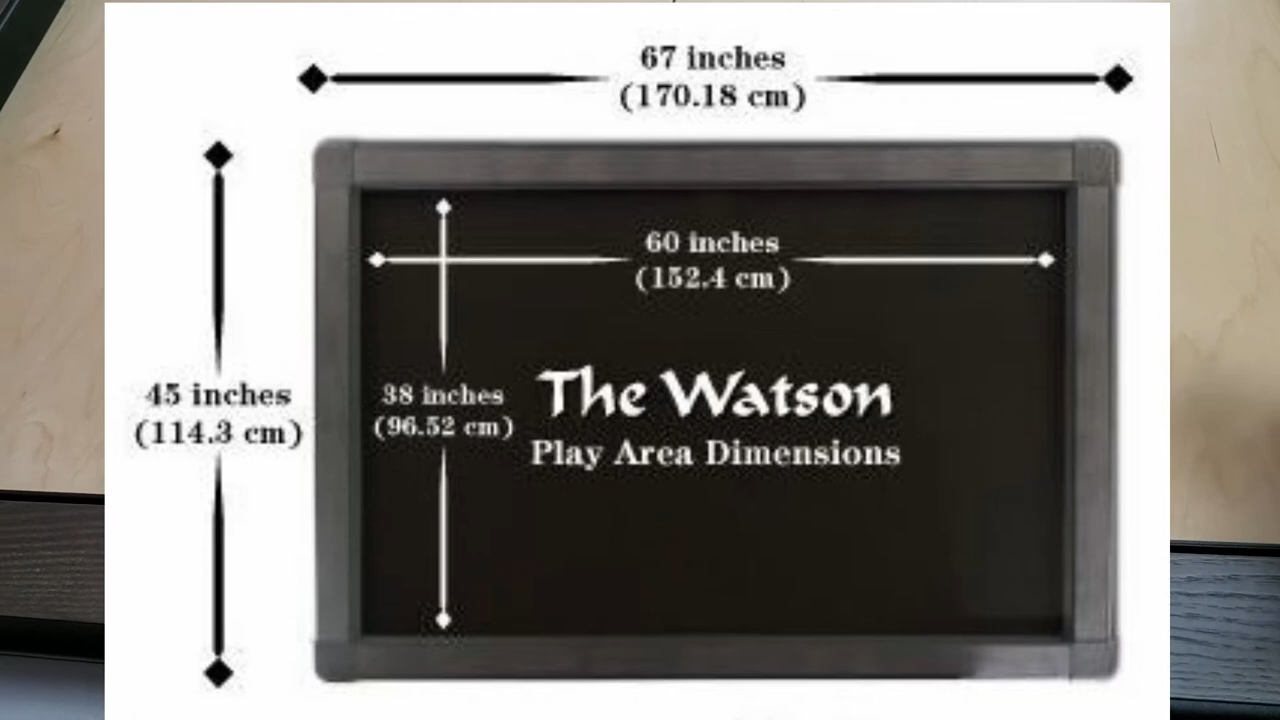 67 inches
(170.18 cm)
60 inches
(152.4 cm)
45 inches
(114.3 cm)
38 inches
(96.52 cm)
The Watson
Play Area Dimensions